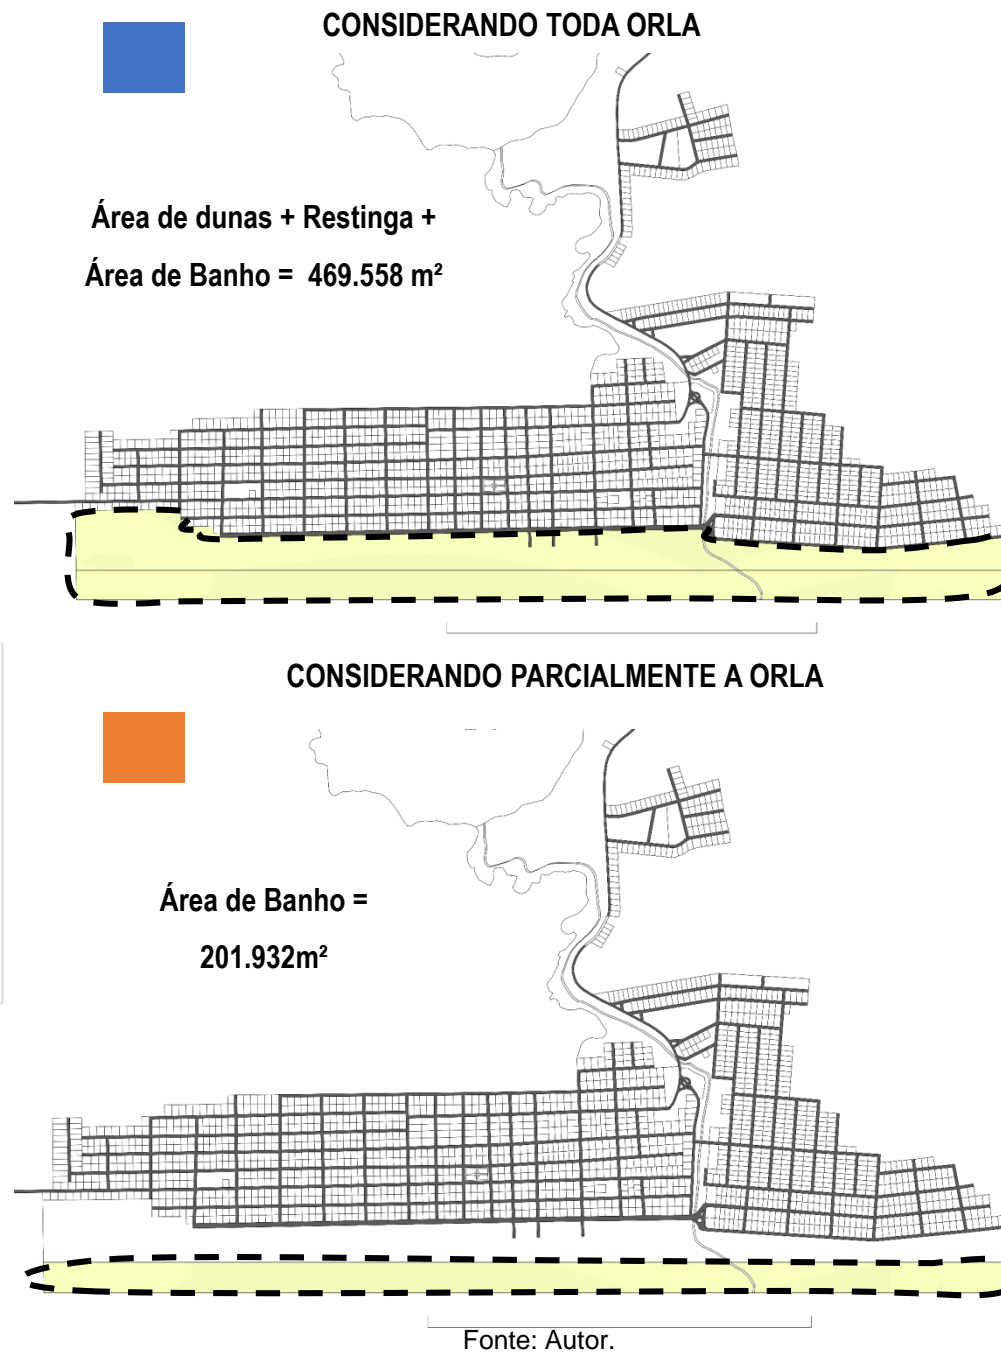 CONSIDERANDO TODA ORLA
Área de dunas + Restinga +
Área de Banho = 469.558 m²
CONSIDERANDO PARCIALMENTE A ORLA
Área de Banho =
201.932m²
Fonte: Autor.